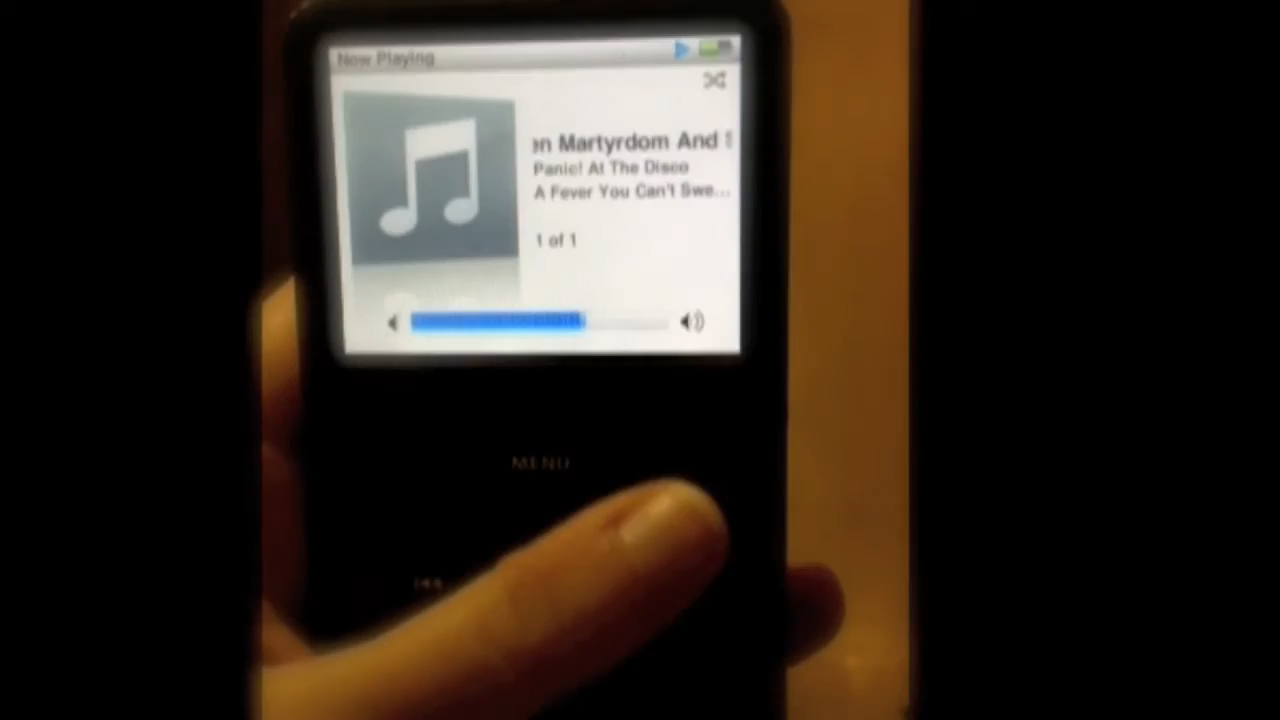 Now Playing
en Martyrdom And
Panic! At The Disco
A Fever You Can't Swe...
1 of 1
MENU